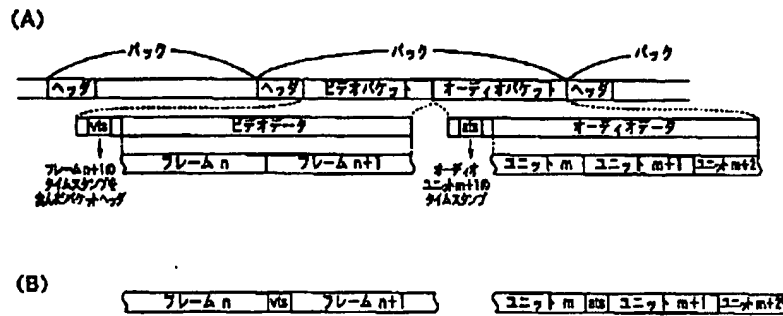 (A)
パック パック パック
ヘッダ ヘッダ ビデオパケット オーディオパケット ヘッダ
vts ビデオデータ sts オーディオデータ
フレームn+1の
タイムスタンプを
含んだパケットヘッダ
フレーム n フレーム n+1
オーディオ
ユニットm+1の
タイムスタンプ
ユニット m ユニット m+1 ユニットm+2
(B)
フレーム n vts フレーム n+1 ユニット m sts ユニット m+1 ユニットm+2